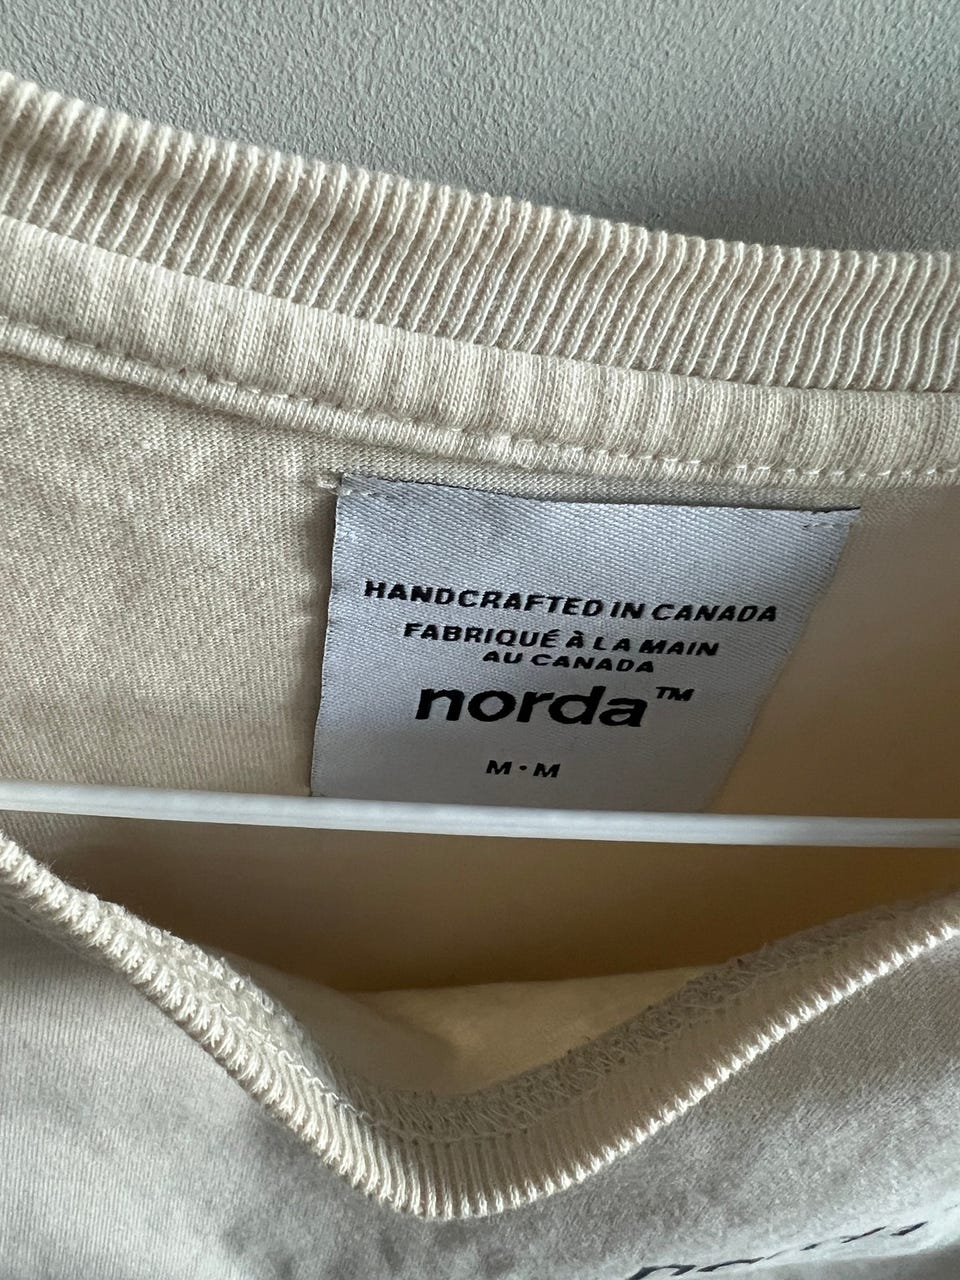 HANDCRAFTED IN CANADA
FABRIQUÉ À LA MAIN
AU CANADA
norda™
M•M